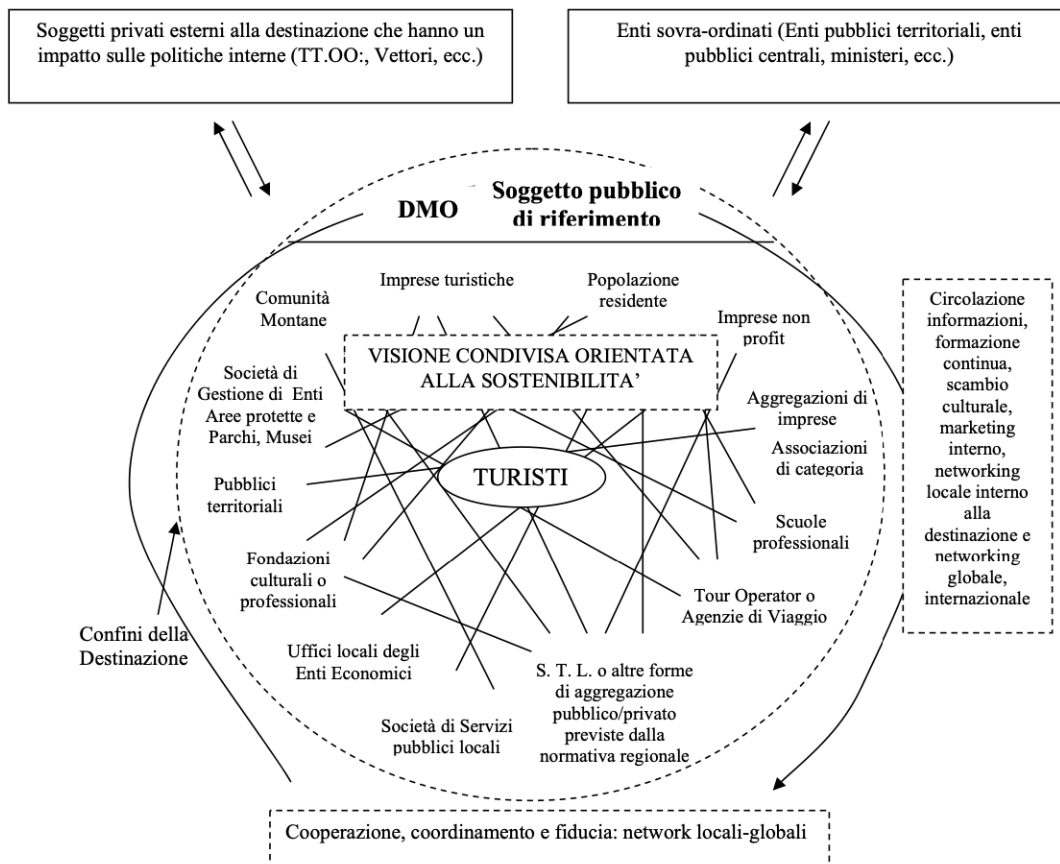 Soggetti privati esterni alla destinazione che hanno un
impatto sulle politiche interne (TT.OO:, Vettori, ecc.)
Enti sovra-ordinati (Enti pubblici territoriali, enti
pubblici centrali, ministeri, ecc.)
DMO
Soggetto pubblico
di riferimento
Comunità
Montane
Imprese turistiche
Popolazione
residente
Imprese non
profit
VISIONE CONDIVISA ORIENTATA
ALLA SOSTENIBILITA’
Società di
Gestione di Enti
Aree protette e
Parchi, Musei
Aggregazioni di
imprese
Associazioni
di categoria
TURISTI
Pubblici
territoriali
Scuole
professionali
Fondazioni
culturali o
professionali
Tour Operator o
Agenzie di Viaggio
Confini della
Destinazione
Uffici locali degli
Enti Economici
S. T. L. o altre forme
di aggregazione
pubblico/privato
previste dalla
normativa regionale
Società di Servizi
pubblici locali
Circolazione
informazioni,
formazione
continua,
scambio
culturale,
marketing
interno,
networking
locale interno
alla
destinazione e
networking
globale,
internazionale
Cooperazione, coordinamento e fiducia: network locali-globali